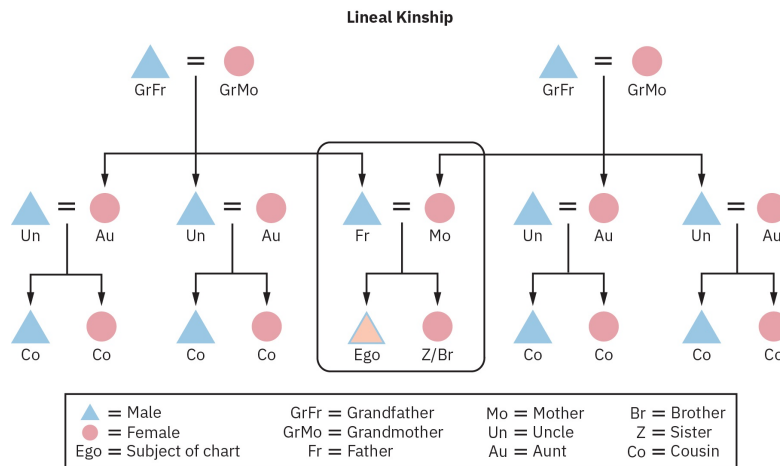 Lineal Kinship
GrFr = GrMo GrFr = GrMo
Un = Au Un = Au Fr = Mo Un = Au Un = Au
Co Co Co Co Ego Z/Br Co Co Co Co
= Male GrFr = Grandfather Mo = Mother Br = Brother
= Female GrMo = Grandmother Un = Uncle Z = Sister
Ego = Subject of chart Fr = Father Au = Aunt Co = Cousin